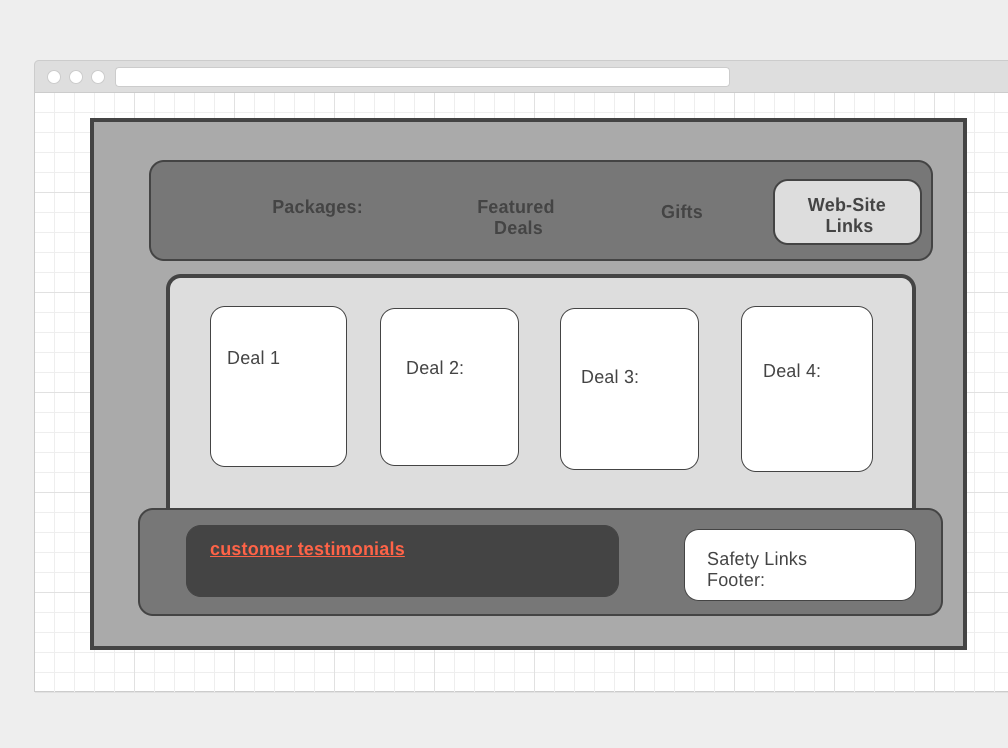 Packages:
Featured
Deals
Gifts
Web-Site
Links
Deal 1
Deal 2:
Deal 3:
Deal 4:
customer testimonials
Safety Links
Footer: